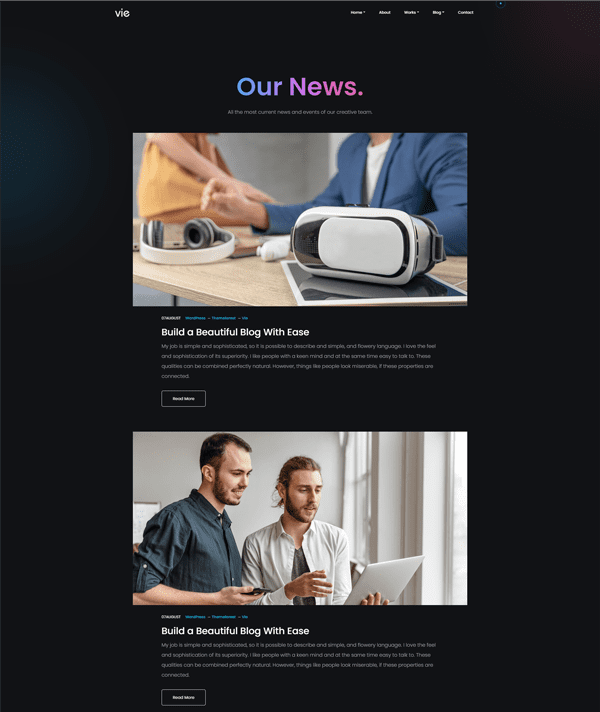 vie
Home
About
Works
Blog
Contact
Our News.
All the most current news and events of our creative team.
07AUGUST WordPress – Themeforest – Vie
Build a Beautiful Blog With Ease
My job is simple and sophisticated, so it is possible to describe and simple, and flowery language. I love the feel
and sophistication of its superiority. I like people with a keen mind and at the same time easy to talk to. These
qualities can be combined perfectly natural. However, things like people look miserable, if these properties are
connected.
Read More
07AUGUST WordPress – Themeforest – Vie
Build a Beautiful Blog With Ease
My job is simple and sophisticated, so it is possible to describe and simple, and flowery language. I love the feel
and sophistication of its superiority. I like people with a keen mind and at the same time easy to talk to. These
qualities can be combined perfectly natural. However, things like people look miserable, if these properties are
connected.
Read More